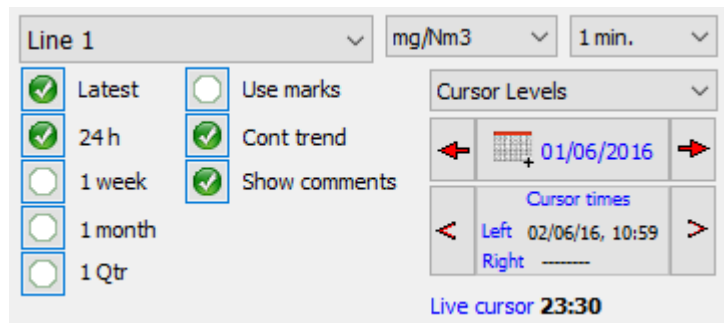 Line 1
mg/Nm3
1 min.
Latest
Use marks
Cursor Levels
24 h
Cont trend
01/06/2016
1 week
Show comments
Cursor times
1 month
< Left 02/06/16, 10:59 >
Right --------
1 Qtr
Live cursor 23:30